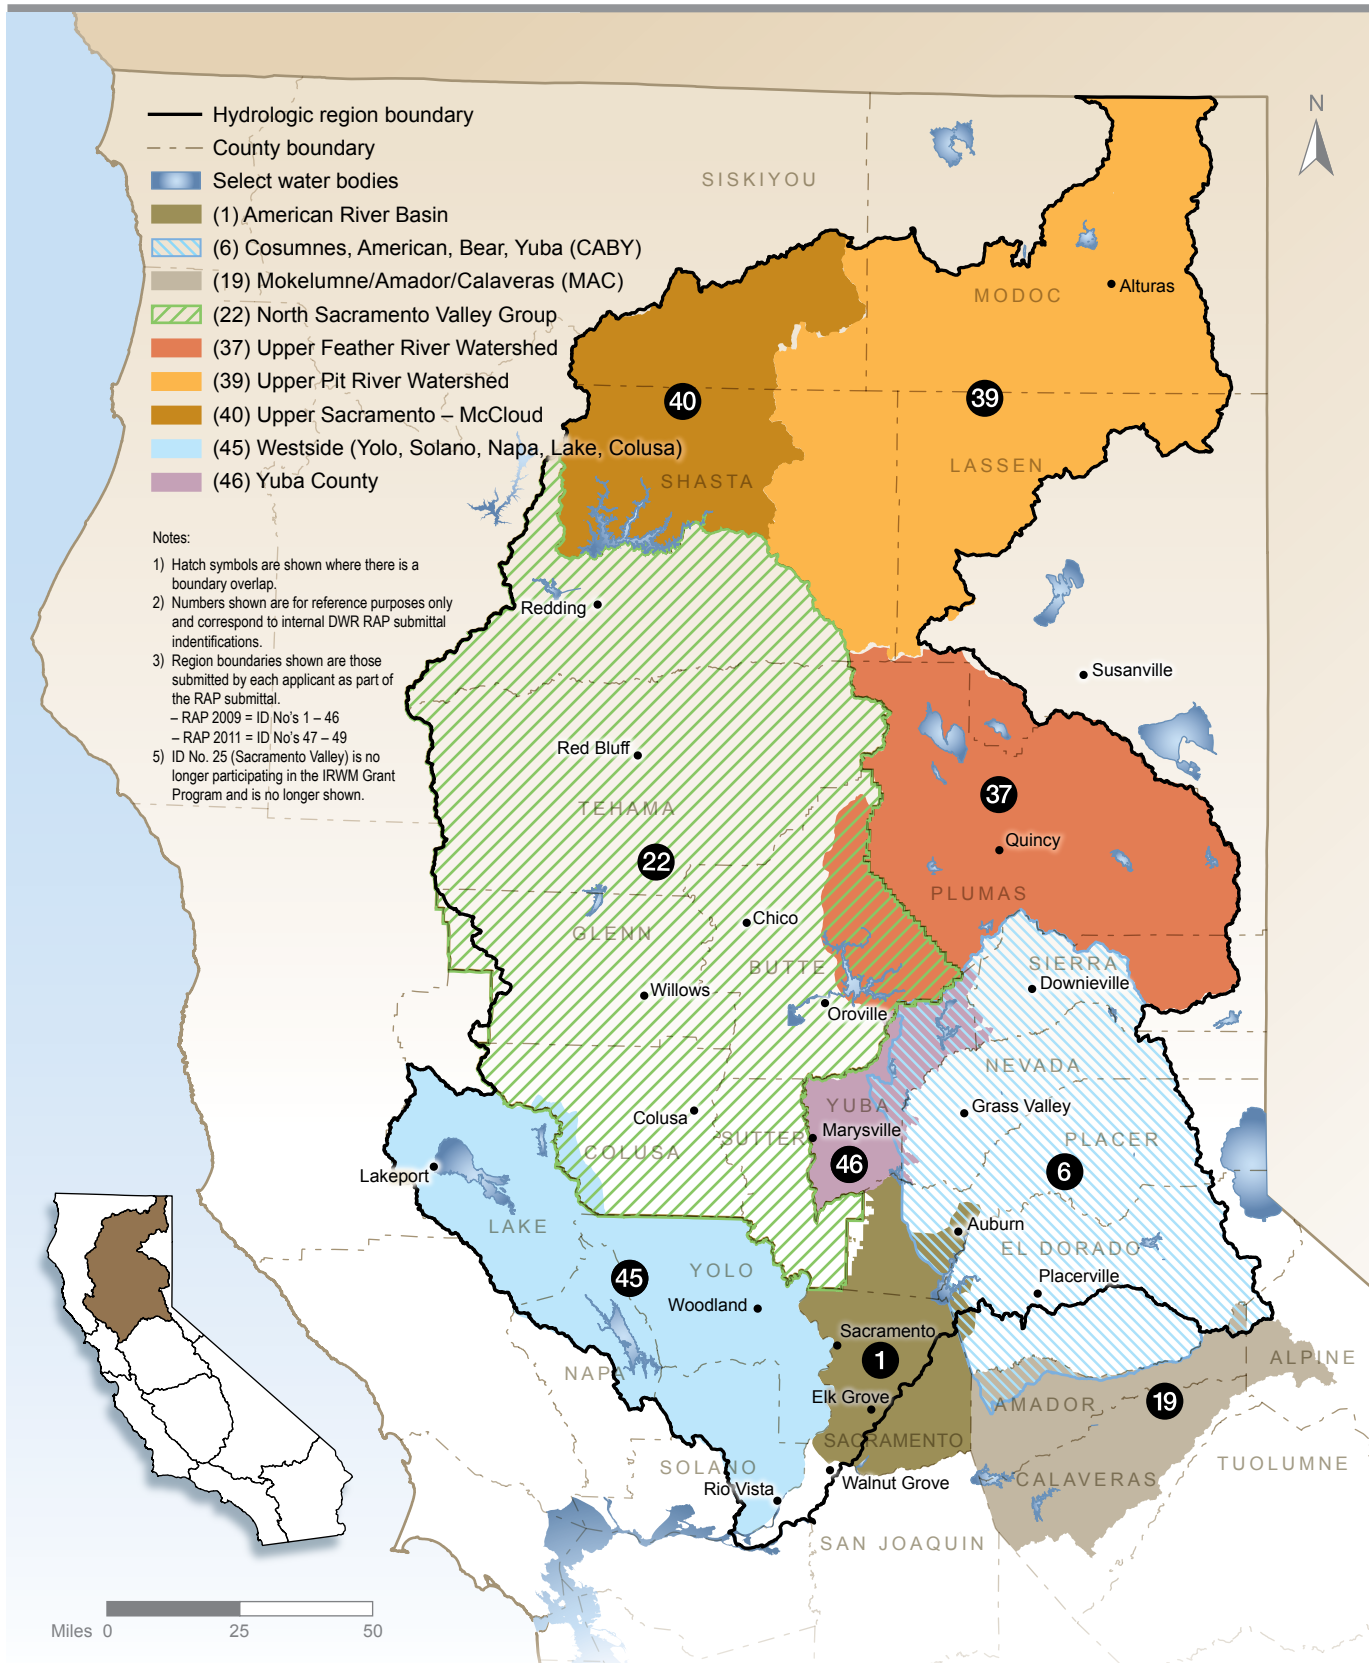 N
Hydrologic region boundary
County boundary
Select water bodies
(1) American River Basin
(6) Cosumnes, American, Bear, Yuba (CABY)
(19) Mokelumne/Amador/Calaveras (MAC)
(22) North Sacramento Valley Group
(37) Upper Feather River Watershed
(39) Upper Pit River Watershed
(40) Upper Sacramento – McCloud
(45) Westside (Yolo, Solano, Napa, Lake, Colusa)
(46) Yuba County
Notes:
1) Hatch symbols are shown where there is a
boundary overlap.
2) Numbers shown are for reference purposes only
and correspond to internal DWR RAP submittal
indentifications.
3) Region boundaries shown are those
submitted by each applicant as part of
the RAP submittal.
– RAP 2009 = ID No's 1 – 46
– RAP 2011 = ID No's 47 – 49
5) ID No. 25 (Sacramento Valley) is no
longer participating in the IRWM Grant
Program and is no longer shown.
SISKIYOU
MODOC
Alturas
40
39
SHASTA
LASSEN
Redding
Susanville
Red Bluff
TEHAMA
37
Quincy
22
PLUMAS
Chico
GLENN
BUTTE
SIERRA
Downieville
Willows
Oroville
NEVADA
Colusa
YUBA
Grass Valley
SUTTER
Marysville
PLACER
COLUSA
46
6
Lakeport
LAKE
Auburn
EL DORADO
45
YOLO
Placerville
Woodland
Sacramento
1
NAPA
ALPINE
Elk Grove
AMADOR
19
SACRAMENTO
SOLANO
Walnut Grove
CALAVERAS
TUOLUMNE
Rio Vista
SAN JOAQUIN
Miles 0 25 50